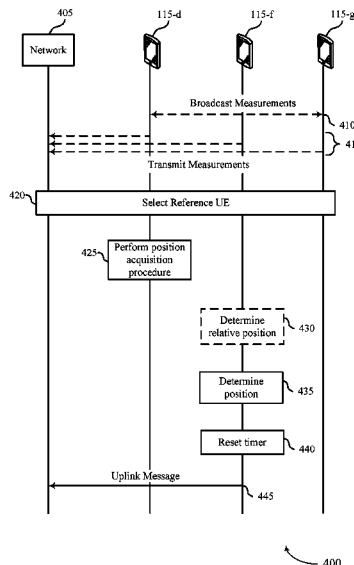 405
Network
115-d
115-f
115-g
Broadcast Measurements
410
Transmit Measurements
420
Select Reference UE
425
Perform position
acquisition
procedure
Determine
relative position
430
Determine
position
435
Reset timer
440
Uplink Message
445
400